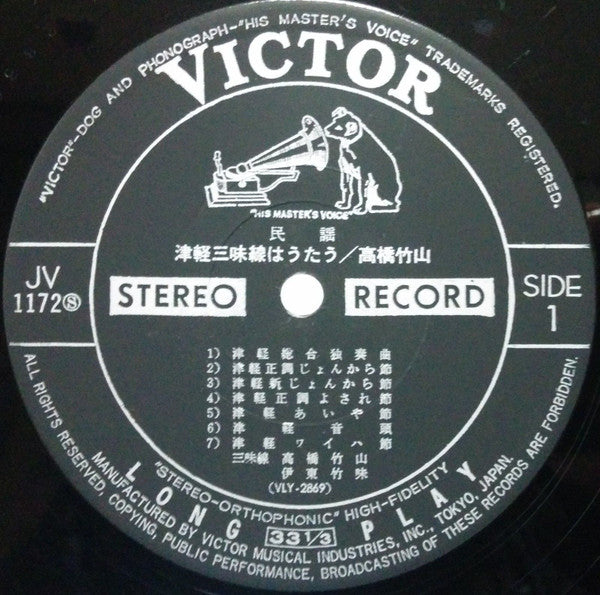 "VICTOR"-DOG AND PHONOGRAPH-"HIS MASTER'S VOICE" TRADEMARKS REGISTERED.
VICTOR
"HIS MASTER'S VOICE"
民謡
津軽三味線はうたう/高橋竹山
JV
1172Ⓢ
STEREO RECORD
SIDE
1
1) 津軽総合独奏曲
2) 津軽正調じょんから節
3) 津軽新じょんから節
4) 津軽正調よされ節
5) 津軽あいや節
6) 津軽音頭
7) 津軽ワイハ節
三味線 高橋竹山
伊東竹味
(VLY-2869)
"STEREO-ORTHOPHONIC" HIGH-FIDELITY
LONG 33 1/3 PLAY
MANUFACTURED BY VICTOR MUSICAL INDUSTRIES, INC., TOKYO, JAPAN.
ALL RIGHTS RESERVED, COPYING, PUBLIC PERFORMANCE, BROADCASTING OF THESE RECORDS ARE FORBIDDEN.